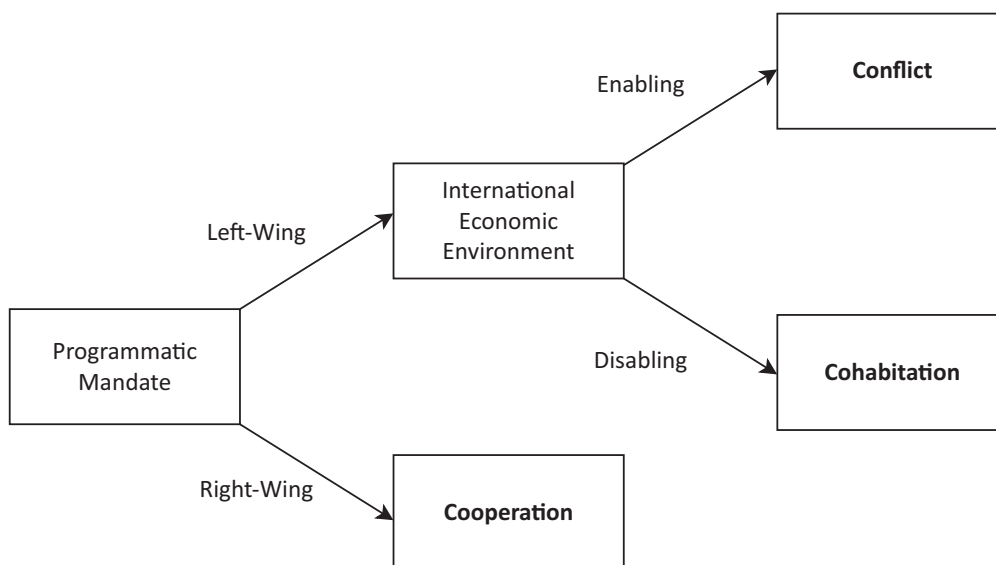 Conflict
Enabling
International
Economic
Environment
Left-Wing
Programmatic
Mandate
Disabling
Cohabitation
Right-Wing
Cooperation